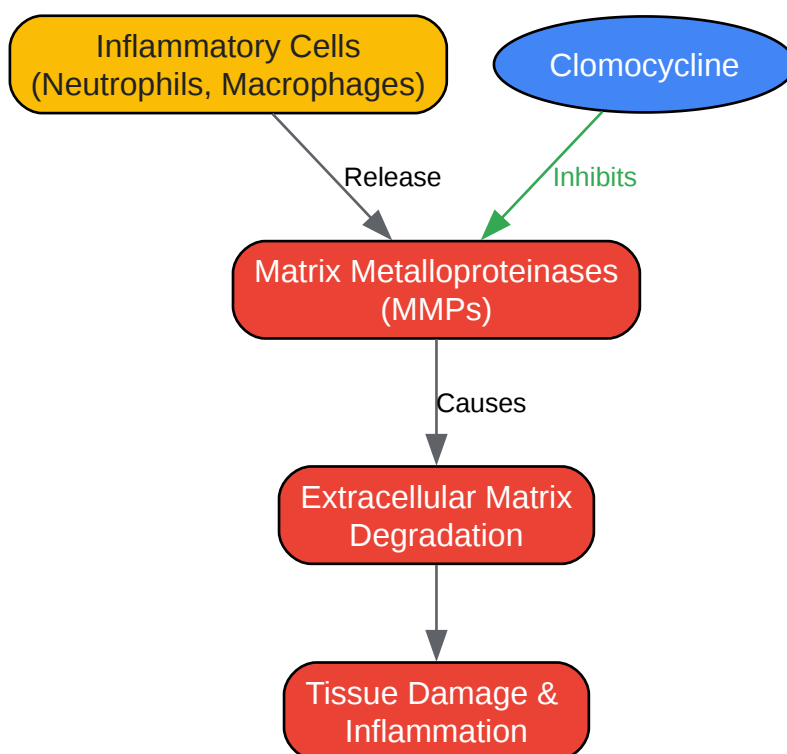 Inflammatory Cells
(Neutrophils, Macrophages)
Clomocycline
Release
Inhibits
Matrix Metalloproteinases
(MMPs)
Causes
Extracellular Matrix
Degradation
Tissue Damage &
Inflammation